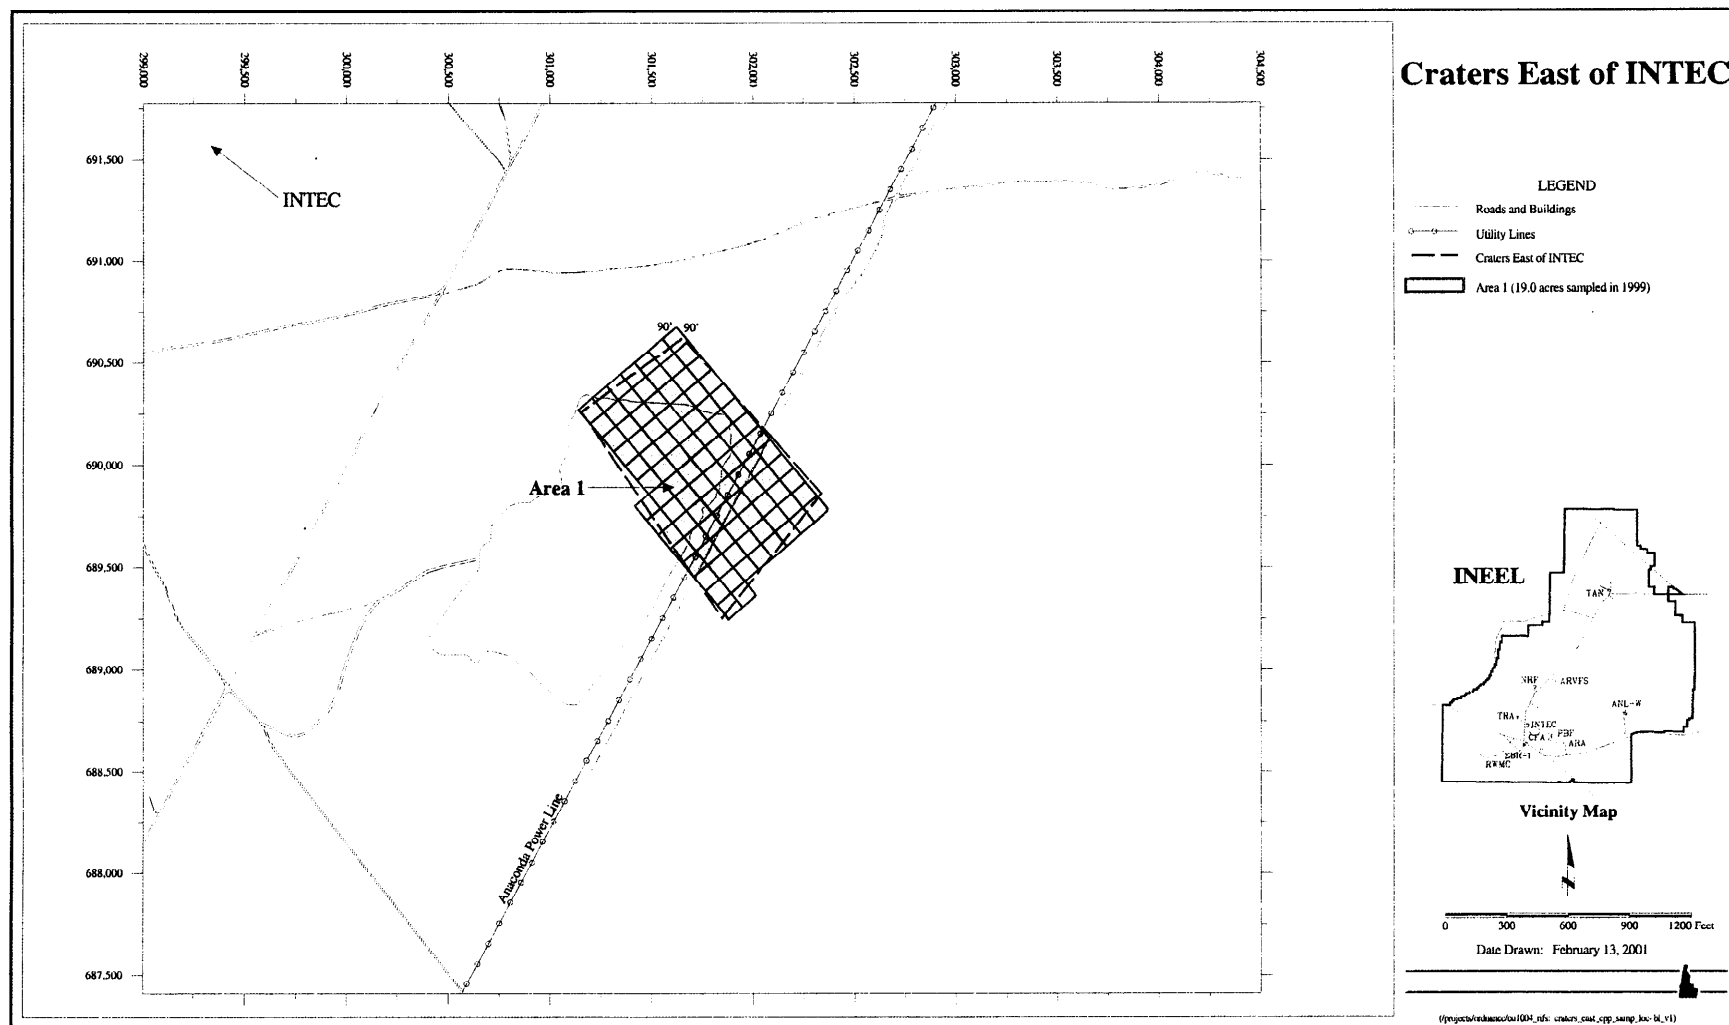 299,000
299,500
300,000
300,500
301,000
301,500
302,000
302,500
303,000
303,500
304,000
304,500
Craters East of INTEC
691,500
691,000
690,500
690,000
689,500
689,000
688,500
688,000
687,500
INTEC
90' 90'
Area 1
Anaconda Power Line
LEGEND
Roads and Buildings
Utility Lines
Craters East of INTEC
Area 1 (19.0 acres sampled in 1999)
INEEL
TAN
NRF
ARVFS
TRA
INTEC
ANL-W
CFA
PBF
ARA
EBR-I
RWMC
Vicinity Map
0 300 600 900 1200 Feet
Date Drawn: February 13, 2001